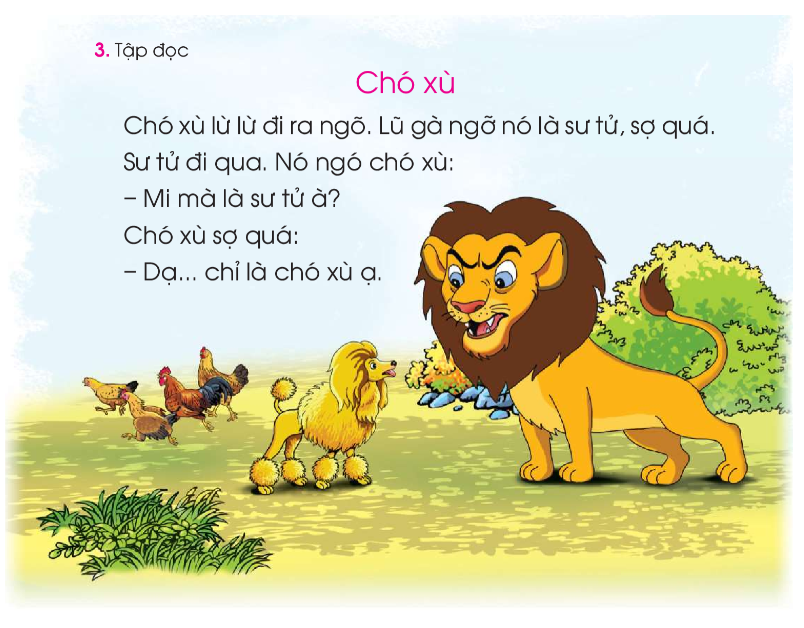 3. Tập đọc
Chó xù
Chó xù lừ lừ đi ra ngõ. Lũ gà ngỡ nó là sư tử, sợ quá.
Sư tử đi qua. Nó ngó chó xù:
– Mi mà là sư tử à?
Chó xù sợ quá:
– Dạ... chỉ là chó xù ạ.